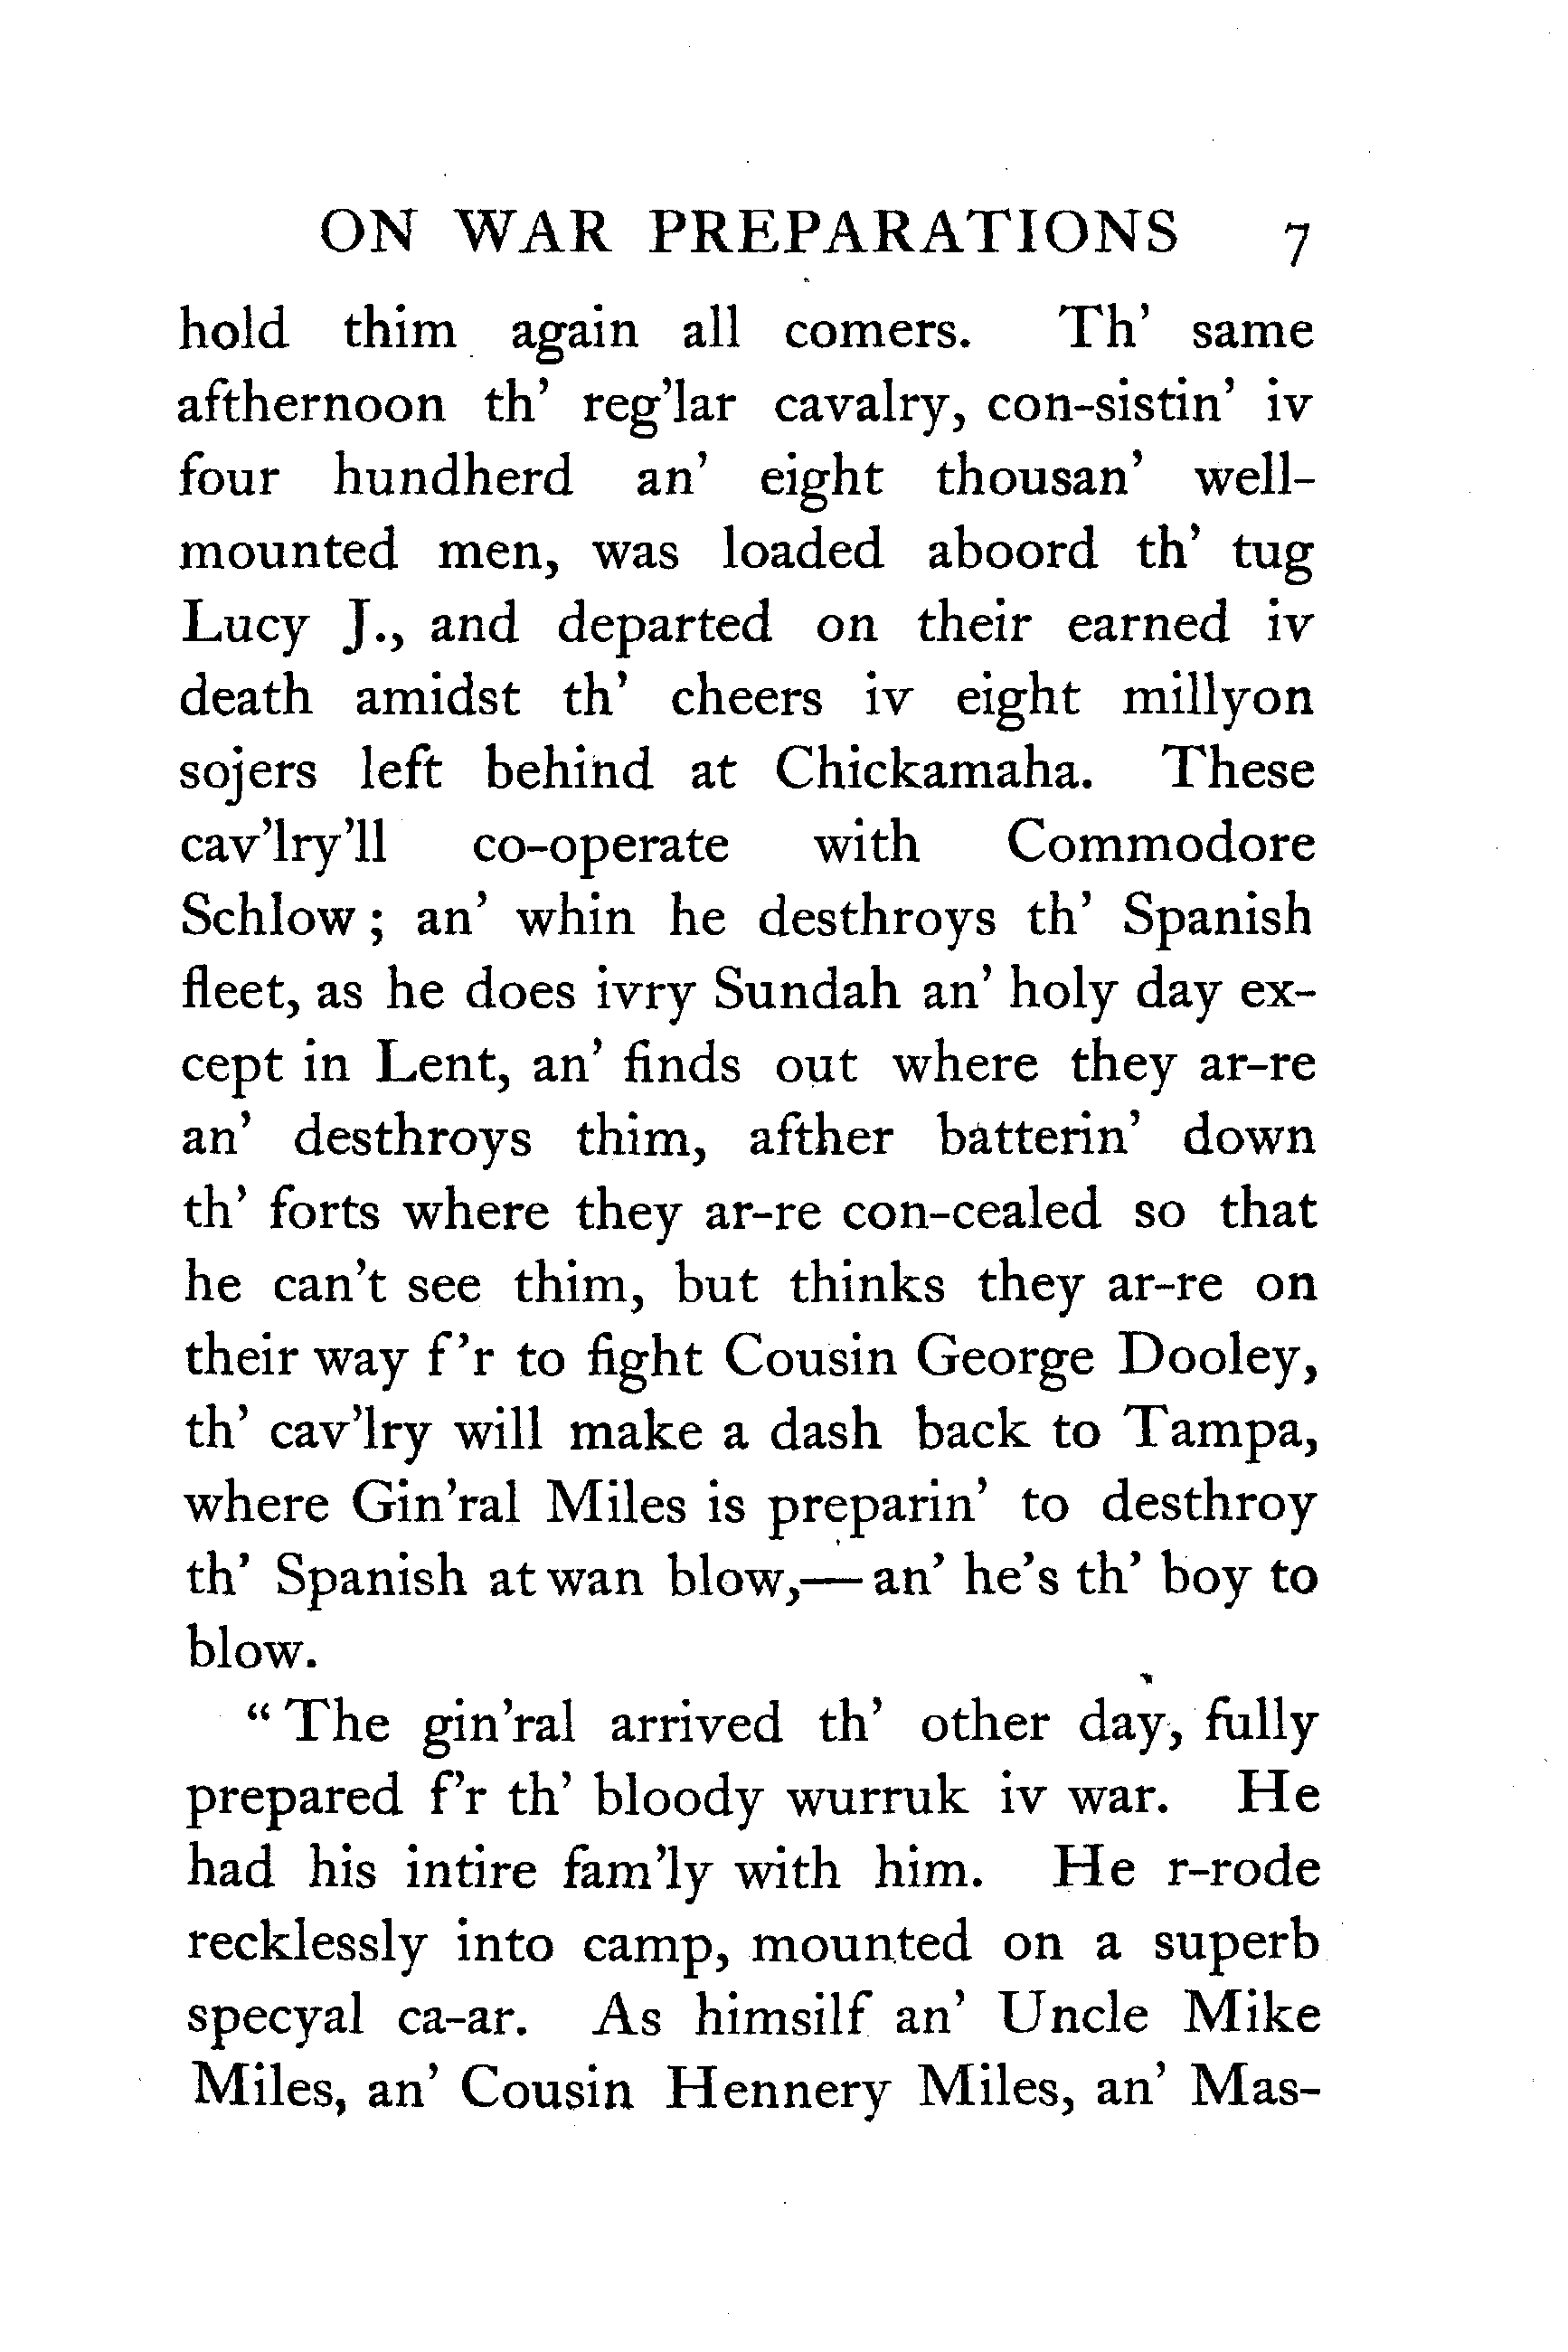 ON WAR PREPARATIONS 7
hold thim again all comers. Th' same
afthernoon th' reg'lar cavalry, con-sistin' iv
four hundherd an' eight thousan' well-
mounted men, was loaded aboord th' tug
Lucy J., and departed on their earned iv
death amidst th' cheers iv eight millyon
sojers left behind at Chickamaha. These
cav'lry'll co-operate with Commodore
Schlow; an' whin he desthroys th' Spanish
fleet, as he does ivry Sundah an' holy day ex-
cept in Lent, an' finds out where they ar-re
an' desthroys thim, afther batterin' down
th' forts where they ar-re con-cealed so that
he can't see thim, but thinks they ar-re on
their way f'r to fight Cousin George Dooley,
th' cav'lry will make a dash back to Tampa,
where Gin'ral Miles is preparin' to desthroy
th' Spanish at wan blow,—an' he's th' boy to
blow.
"The gin'ral arrived th' other day, fully
prepared f'r th' bloody wurruk iv war. He
had his intire fam'ly with him. He r-rode
recklessly into camp, mounted on a superb
specyal ca-ar. As himsilf an' Uncle Mike
Miles, an' Cousin Hennery Miles, an' Mas-